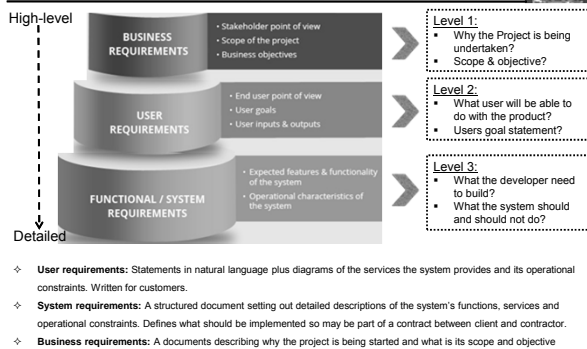 High-level
BUSINESS
REQUIREMENTS
• Stakeholder point of view
• Scope of the project
• Business objectives
Level 1:
▪ Why the Project is being
undertaken?
▪ Scope & objective?
USER
REQUIREMENTS
• End user point of view
• User goals
• User inputs & outputs
Level 2:
▪ What user will be able to
do with the product?
▪ Users goal statement?
FUNCTIONAL / SYSTEM
REQUIREMENTS
• Expected features & functionality
of the system
• Operational characteristics of
the system
Level 3:
▪ What the developer need
to build?
▪ What the system should
and should not do?
Detailed
✧ User requirements: Statements in natural language plus diagrams of the services the system provides and its operational
constraints. Written for customers.
✧ System requirements: A structured document setting out detailed descriptions of the system’s functions, services and
operational constraints. Defines what should be implemented so may be part of a contract between client and contractor.
✧ Business requirements: A documents describing why the project is being started and what is its scope and objective